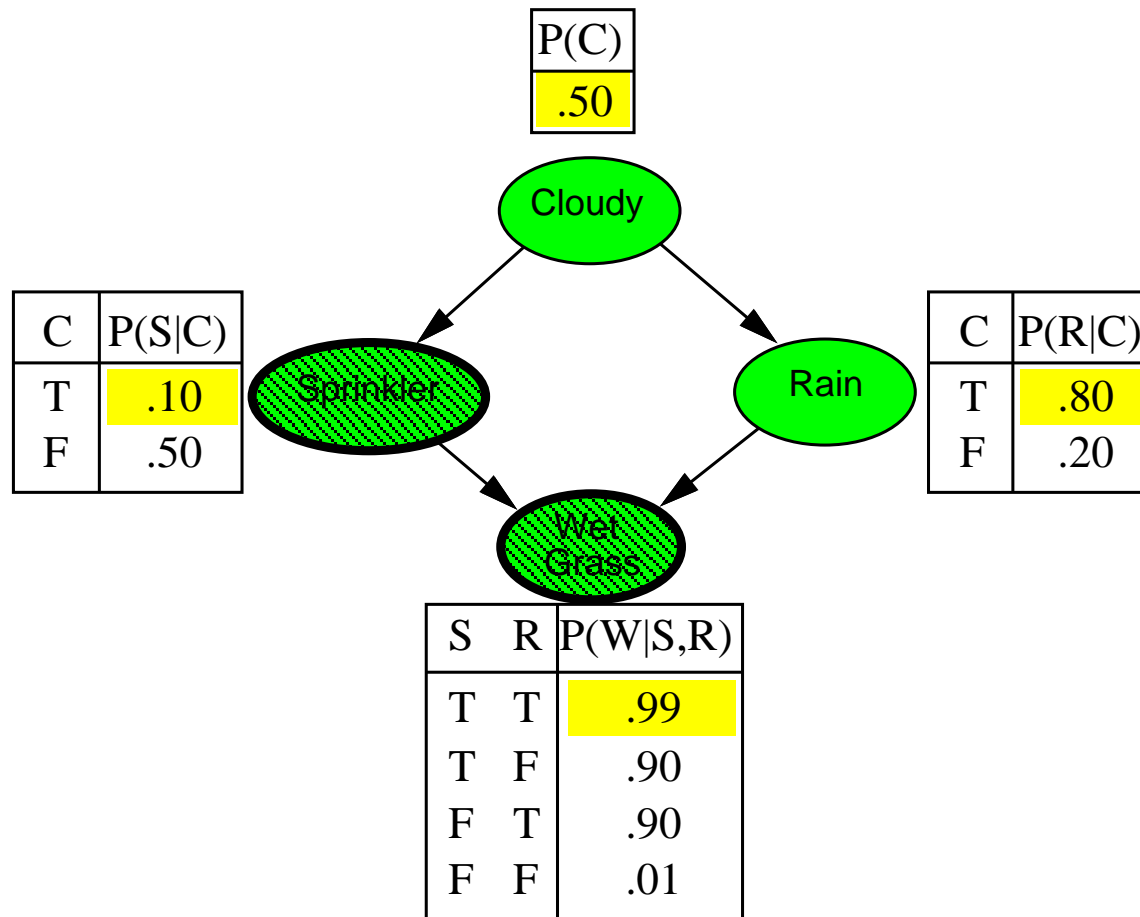 P(C)
.50
Cloudy
C P(S|C)
T .10
F .50
Sprinkler
Rain
C P(R|C)
T .80
F .20
Wet
Grass
S R P(W|S,R)
T T .99
T F .90
F T .90
F F .01